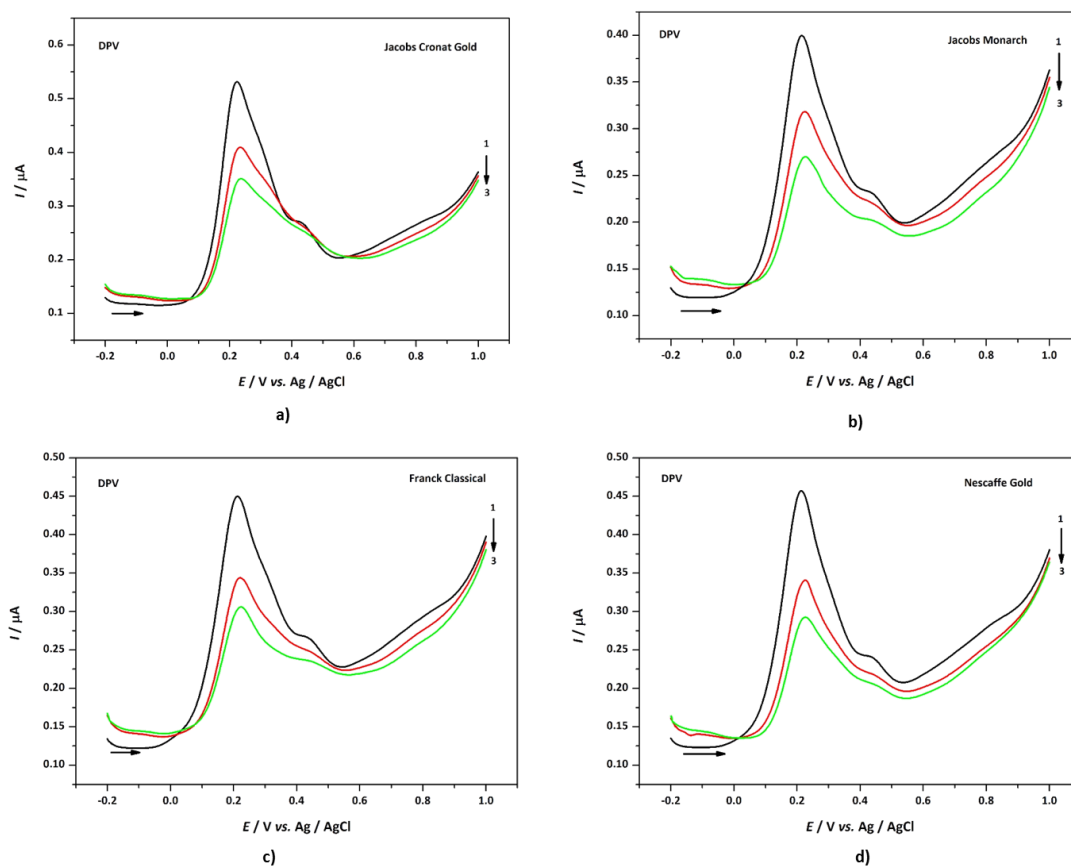 DPV
Jacobs Cronat Gold
0.6
0.5
0.4
0.3
0.2
0.1
I / μA
1
3
-0.2 0.0 0.2 0.4 0.6 0.8 1.0
E / V vs. Ag / AgCl
a)
DPV
Jacobs Monarch
0.40
0.35
0.30
0.25
0.20
0.15
0.10
I / μA
1
3
-0.2 0.0 0.2 0.4 0.6 0.8 1.0
E / V vs. Ag / AgCl
b)
DPV
Franck Classical
0.50
0.45
0.40
0.35
0.30
0.25
0.20
0.15
0.10
I / μA
1
3
-0.2 0.0 0.2 0.4 0.6 0.8 1.0
E / V vs. Ag / AgCl
c)
DPV
Nescaffe Gold
0.50
0.45
0.40
0.35
0.30
0.25
0.20
0.15
0.10
I / μA
1
3
-0.2 0.0 0.2 0.4 0.6 0.8 1.0
E / V vs. Ag / AgCl
d)